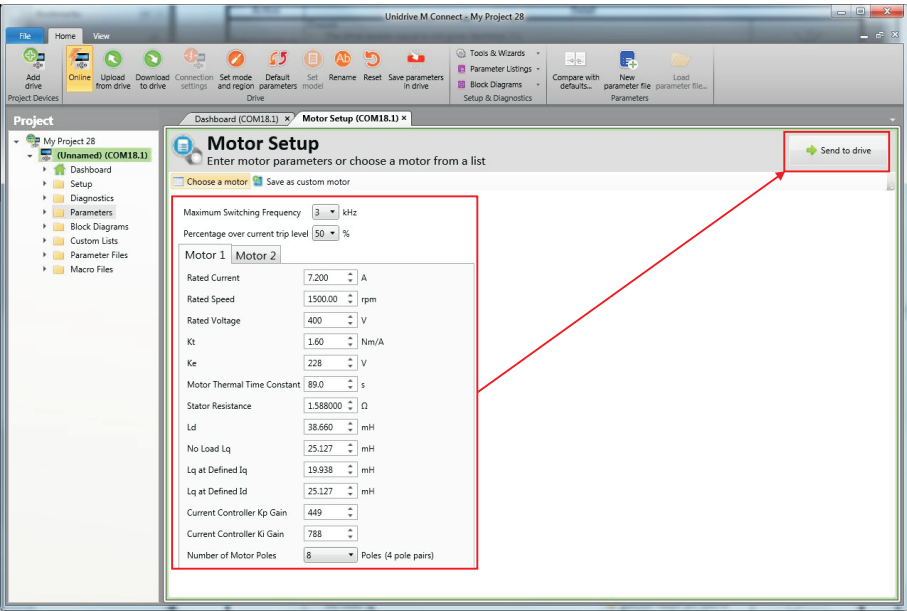 Unidrive M Connect - My Project 28
File Home View
Add drive
Online
Upload from drive
Download to drive
Connection settings
Set mode and region
Default parameters
Set model
Rename
Reset
Save parameters in drive
Tools & Wizards
Parameter Listings
Block Diagrams
Compare with defaults...
New parameter file
Load parameter file...
Project Devices
Drive
Setup & Diagnostics
Parameters
Project
Dashboard (COM18.1) × Motor Setup (COM18.1) ×
My Project 28
(Unnamed) (COM18.1)
Dashboard
Setup
Diagnostics
Parameters
Block Diagrams
Custom Lists
Parameter Files
Macro Files
Motor Setup
Enter motor parameters or choose a motor from a list
Send to drive
Choose a motor Save as custom motor
Maximum Switching Frequency 3 kHz
Percentage over current trip level 50 %
Motor 1 Motor 2
Rated Current 7.200 A
Rated Speed 1500.00 rpm
Rated Voltage 400 V
Kt 1.60 Nm/A
Ke 228 V
Motor Thermal Time Constant 89.0 s
Stator Resistance 1.588000 Ω
Ld 38.660 mH
No Load Lq 25.127 mH
Lq at Defined Iq 19.938 mH
Lq at Defined Id 25.127 mH
Current Controller Kp Gain 449
Current Controller Ki Gain 788
Number of Motor Poles 8 Poles (4 pole pairs)